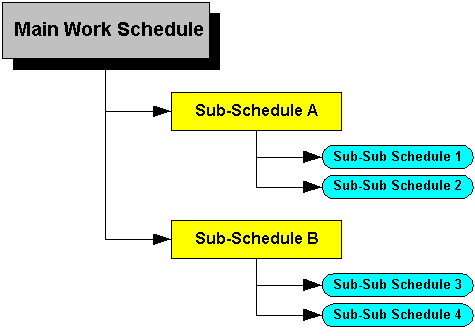 Main Work Schedule
Sub-Schedule A
Sub-Sub Schedule 1
Sub-Sub Schedule 2
Sub-Schedule B
Sub-Sub Schedule 3
Sub-Sub Schedule 4